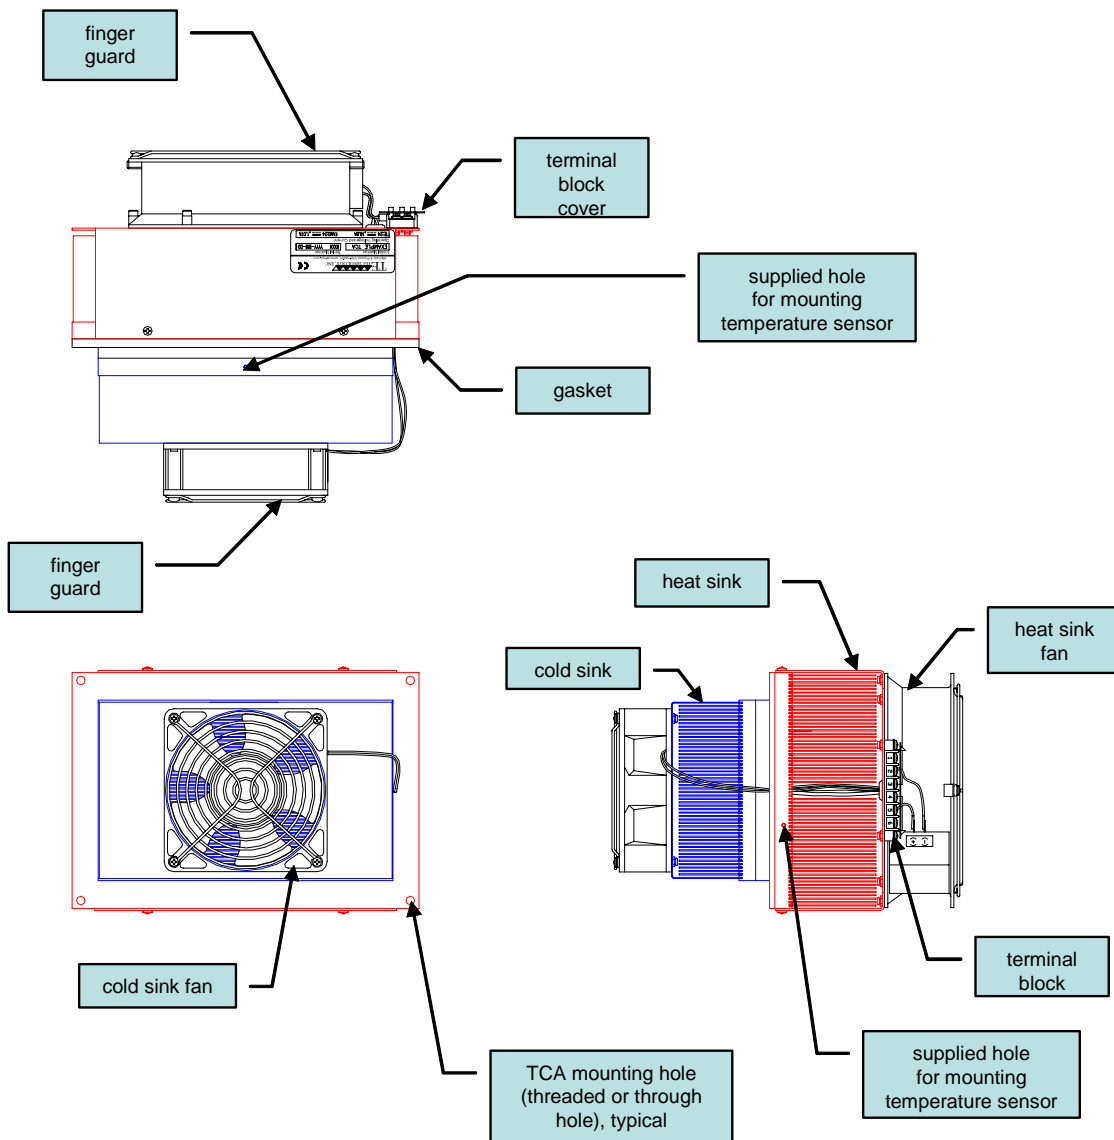 finger
guard
terminal
block
cover
supplied hole
for mounting
temperature sensor
gasket
finger
guard
heat sink
heat sink
fan
cold sink
cold sink fan
terminal
block
TCA mounting hole
(threaded or through
hole), typical
supplied hole
for mounting
temperature sensor